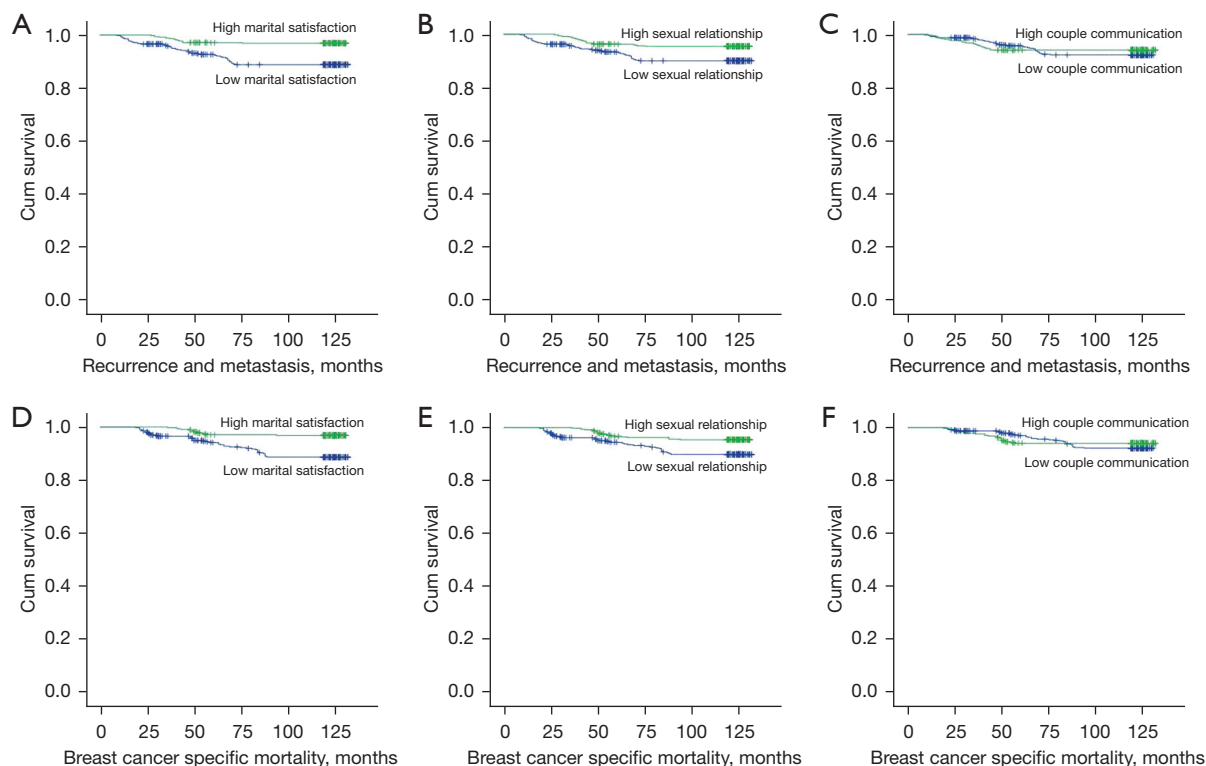 A
1.0
0.8
0.6
0.4
0.2
0.0
Cum survival
High marital satisfaction
Low marital satisfaction
0 25 50 75 100 125
Recurrence and metastasis, months
B
1.0
0.8
0.6
0.4
0.2
0.0
Cum survival
High sexual relationship
Low sexual relationship
0 25 50 75 100 125
Recurrence and metastasis, months
C
1.0
0.8
0.6
0.4
0.2
0.0
Cum survival
High couple communication
Low couple communication
0 25 50 75 100 125
Recurrence and metastasis, months
D
1.0
0.8
0.6
0.4
0.2
0.0
Cum survival
High marital satisfaction
Low marital satisfaction
0 25 50 75 100 125
Breast cancer specific mortality, months
E
1.0
0.8
0.6
0.4
0.2
0.0
Cum survival
High sexual relationship
Low sexual relationship
0 25 50 75 100 125
Breast cancer specific mortality, months
F
1.0
0.8
0.6
0.4
0.2
0.0
Cum survival
High couple communication
Low couple communication
0 25 50 75 100 125
Breast cancer specific mortality, months